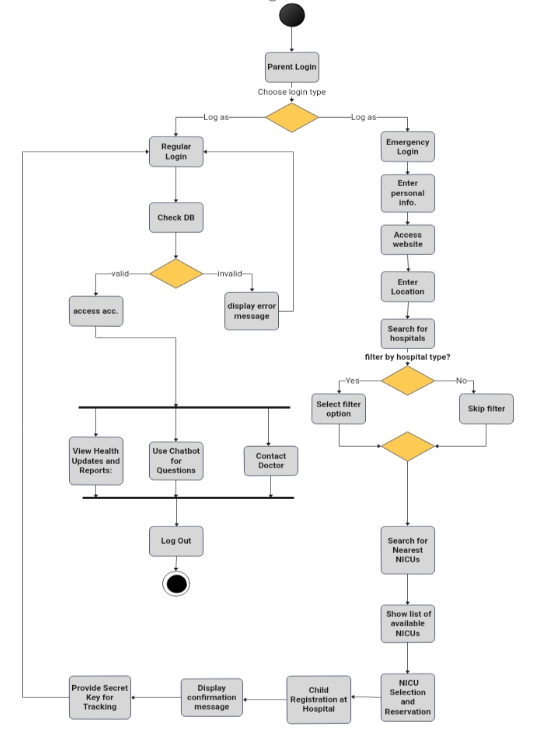 Parent Login
Choose login type
Log as
Log as
Regular
Login
Emergency
Login
Enter
personal
info.
Check DB
Access
website
valid
invalid
Enter
Location
access acc.
display error
message
Search for
hospitals
filter by hospital type?
Yes
No
Select filter
option
Skip filter
View Health
Updates and
Reports:
Use Chatbot
for
Questions
Contact
Doctor
Log Out
Search for
Nearest
NICUs
Show list of
available
NICUs
Provide Secret
Key for
Tracking
Display
confirmation
message
Child
Registration at
Hospital
NICU
Selection
and
Reservation